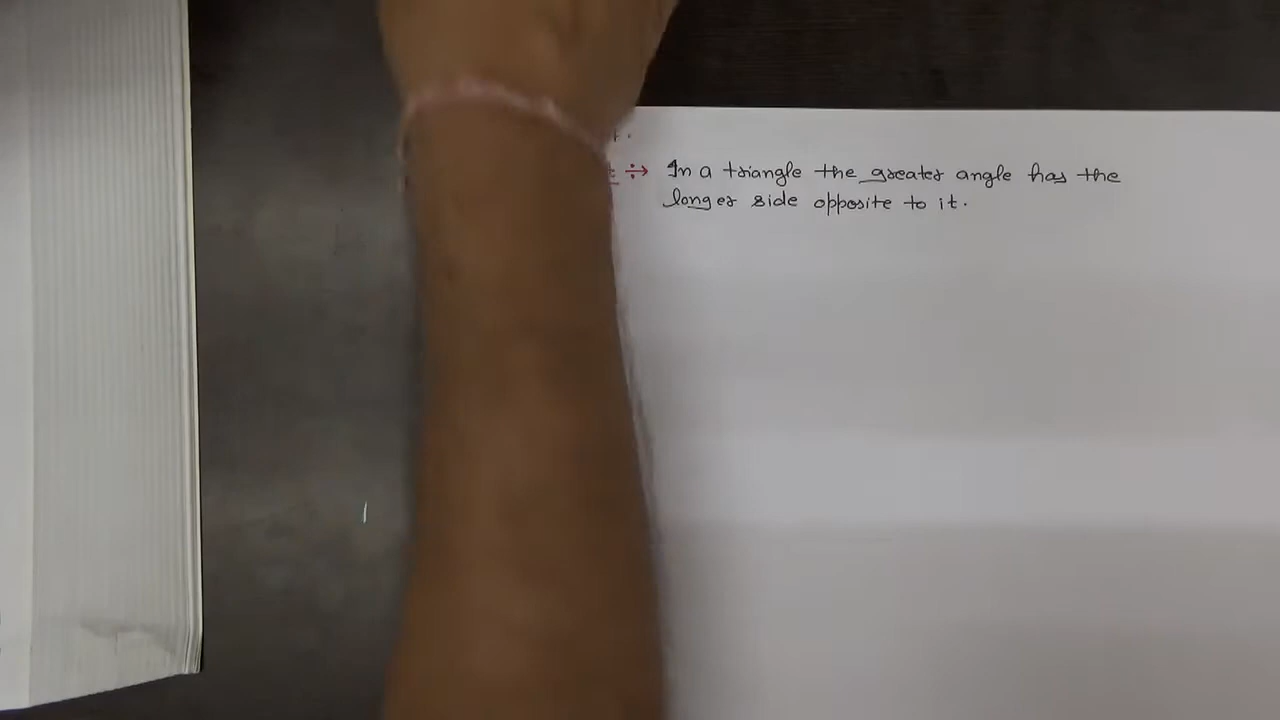 In a triangle the greater angle has the
longer side opposite to it.